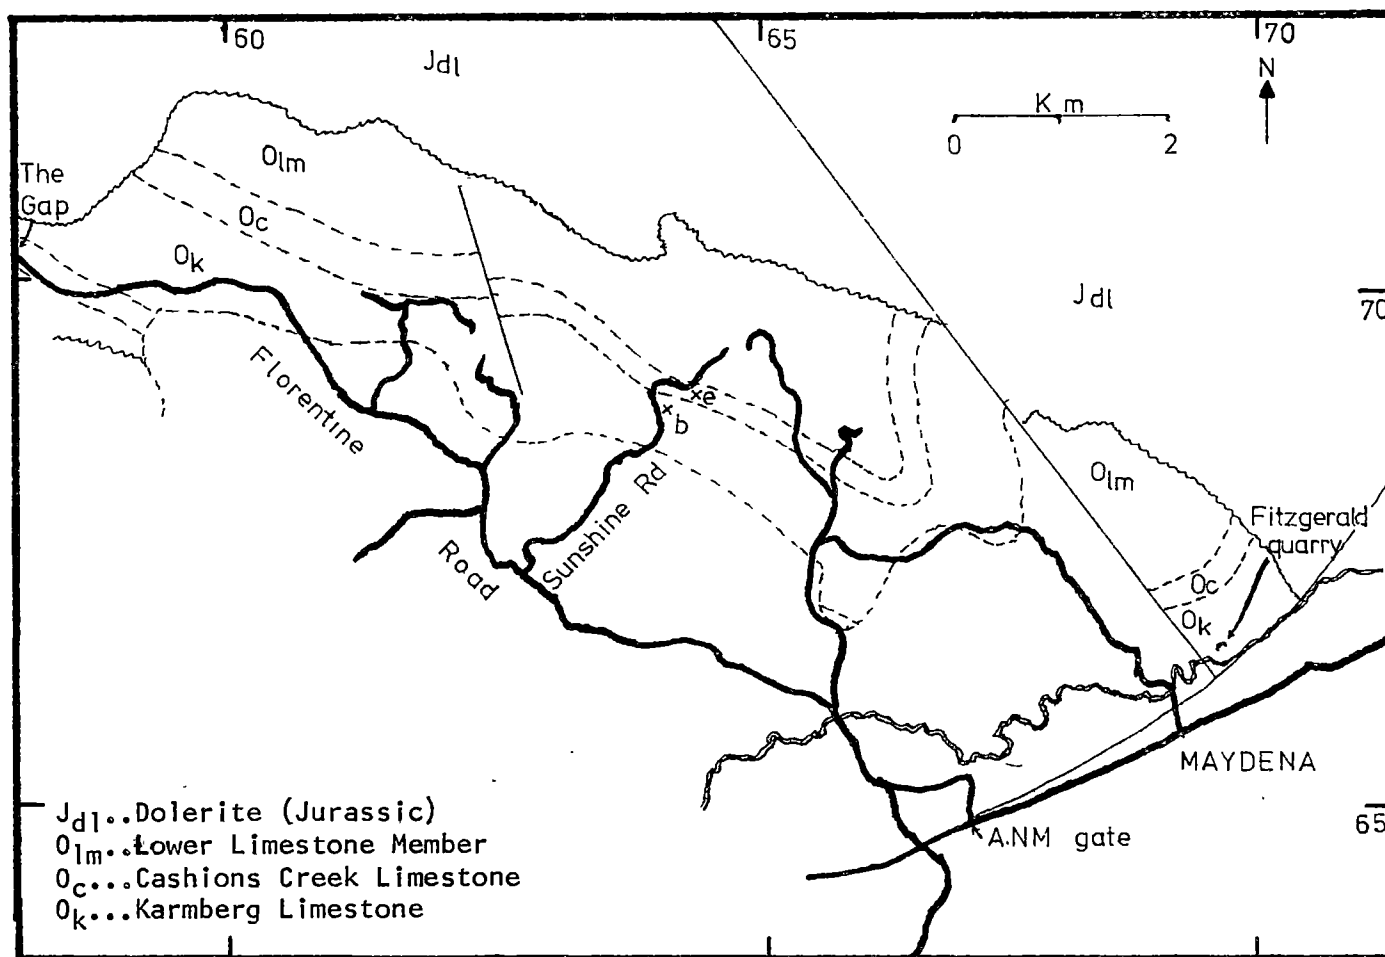 60
65
70
Jdl
N
Km
0 2
Olm
The
Gap
Oc
Ok
Jdl
70
Florentine
Road
Sunshine Rd
e
b
Olm
Fitzgerald
quarry
Oc
Ok
MAYDENA
A.NM gate
65
Jdl..Dolerite (Jurassic)
Olm..Lower Limestone Member
Oc...Cashions Creek Limestone
Ok...Karmberg Limestone